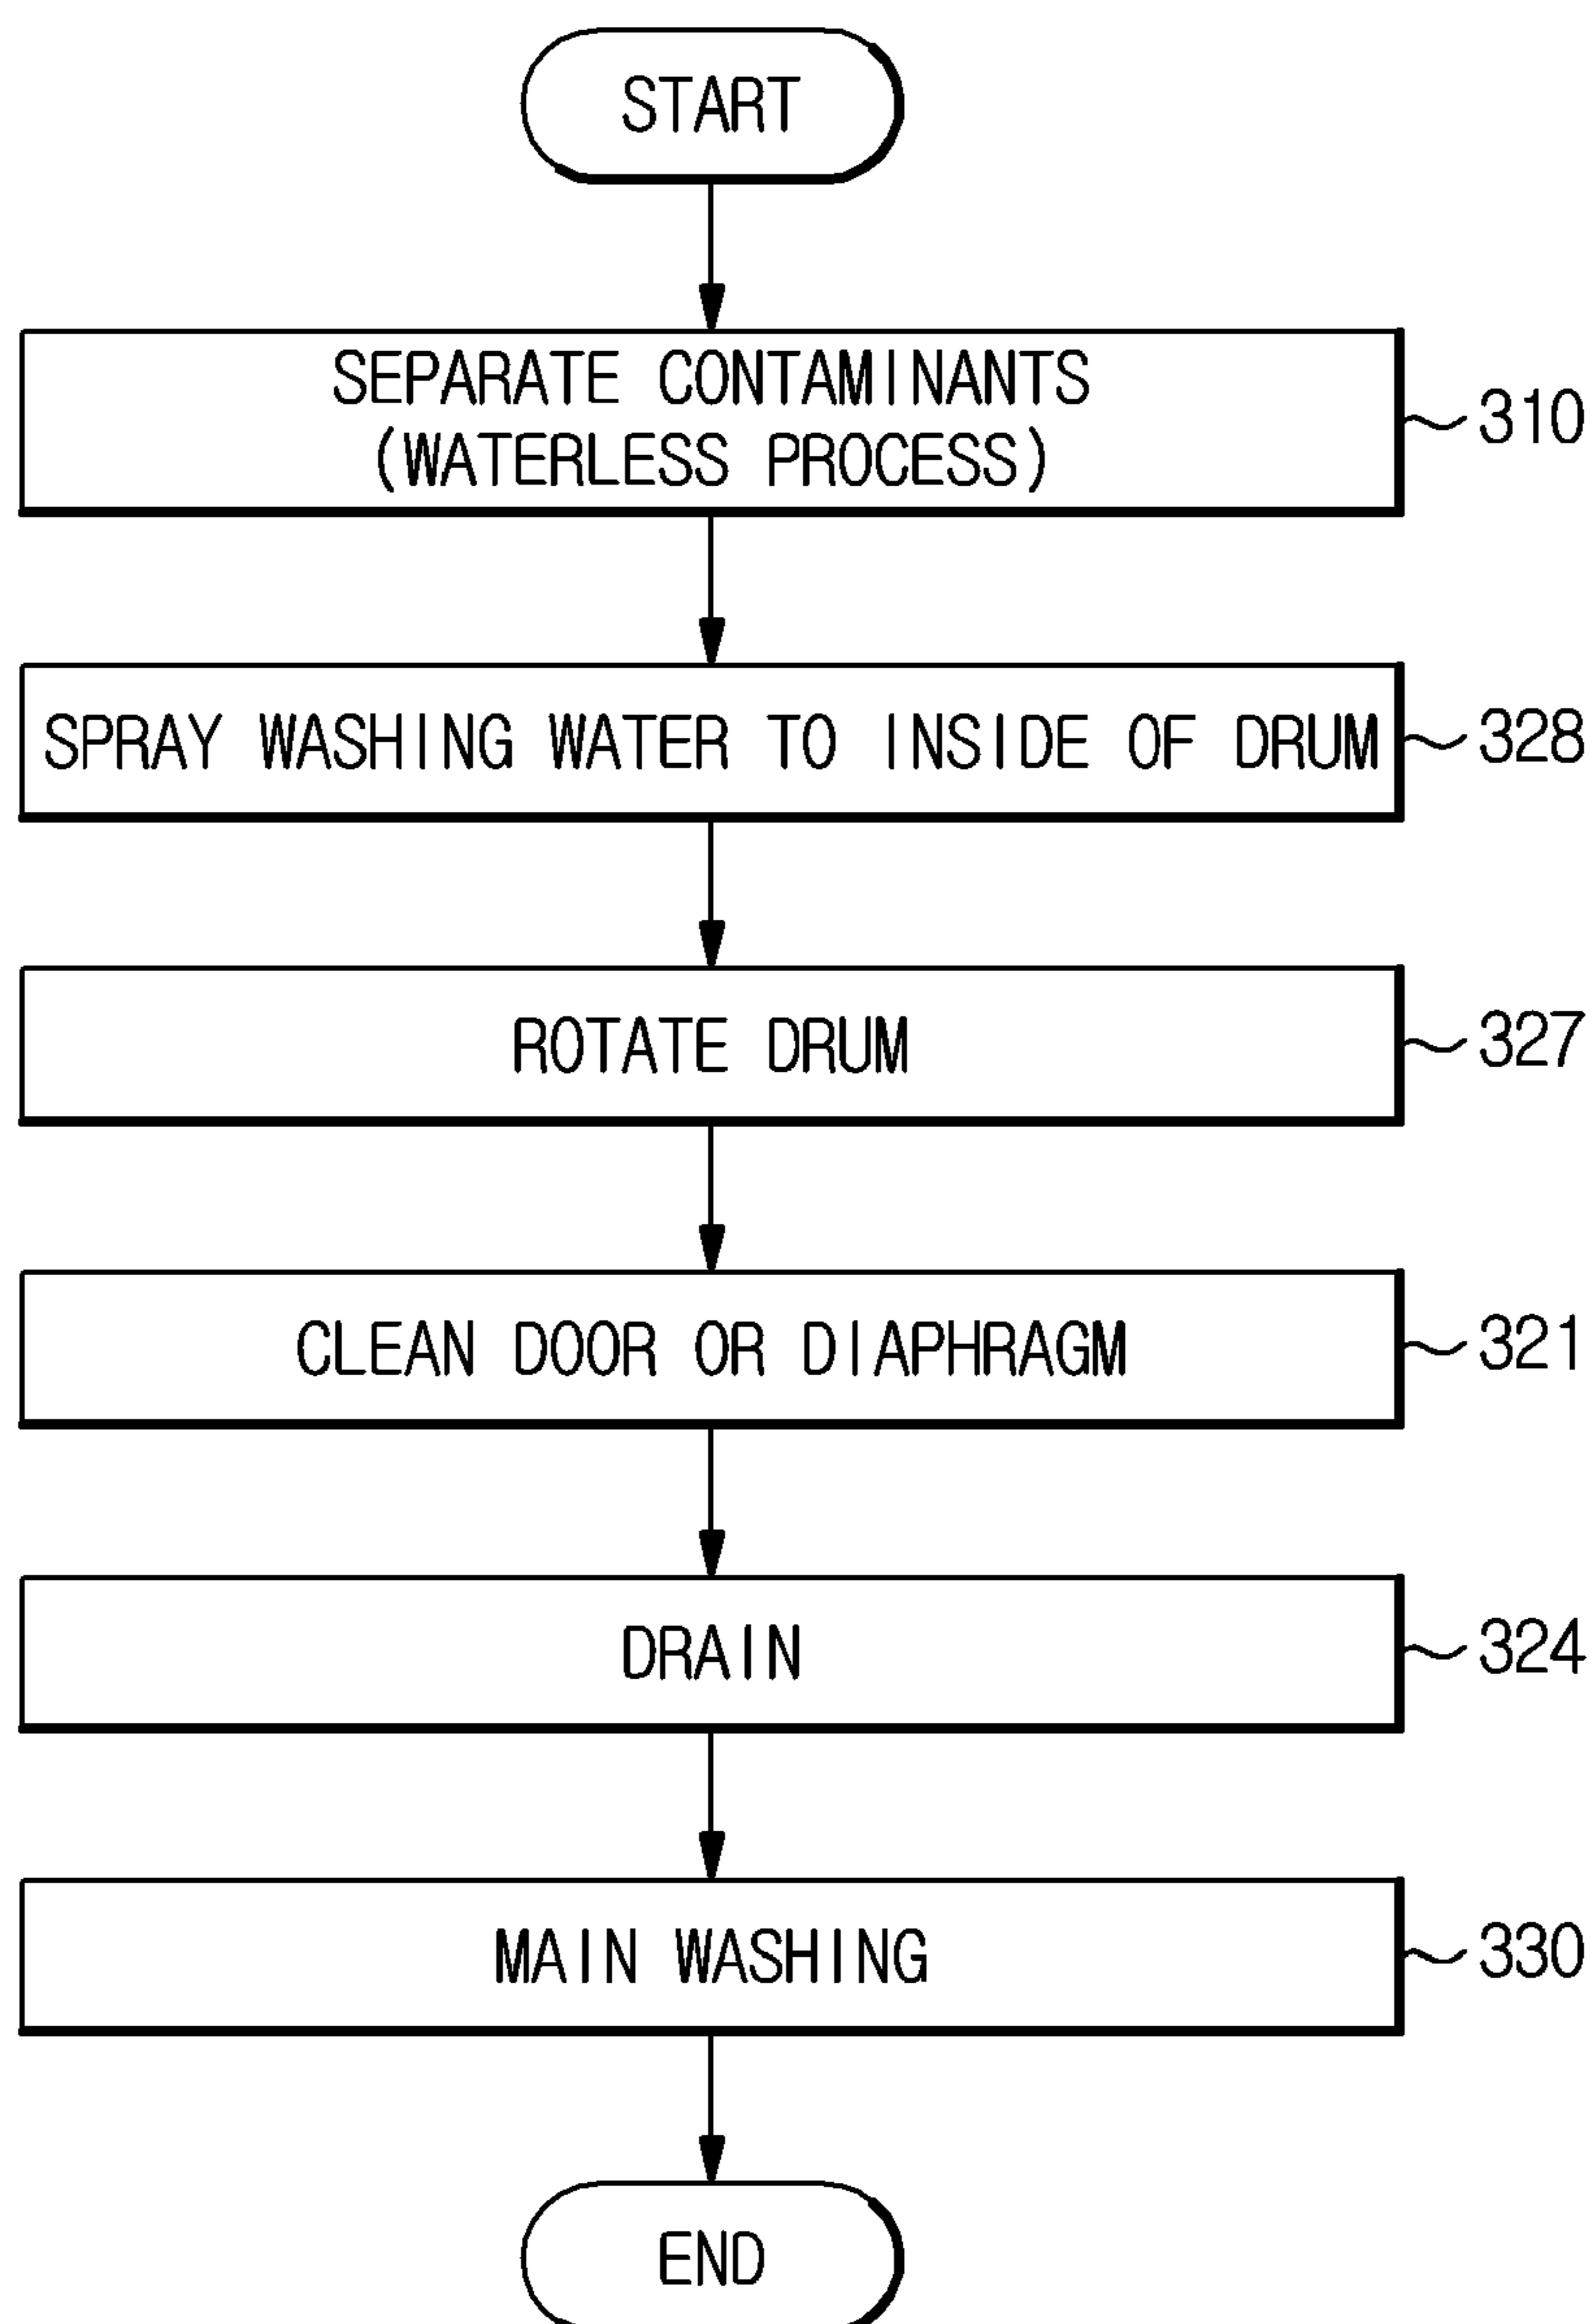 START
SEPARATE CONTAMINANTS
(WATERLESS PROCESS)
310
SPRAY WASHING WATER TO INSIDE OF DRUM
328
ROTATE DRUM
327
CLEAN DOOR OR DIAPHRAGM
321
DRAIN
324
MAIN WASHING
330
END